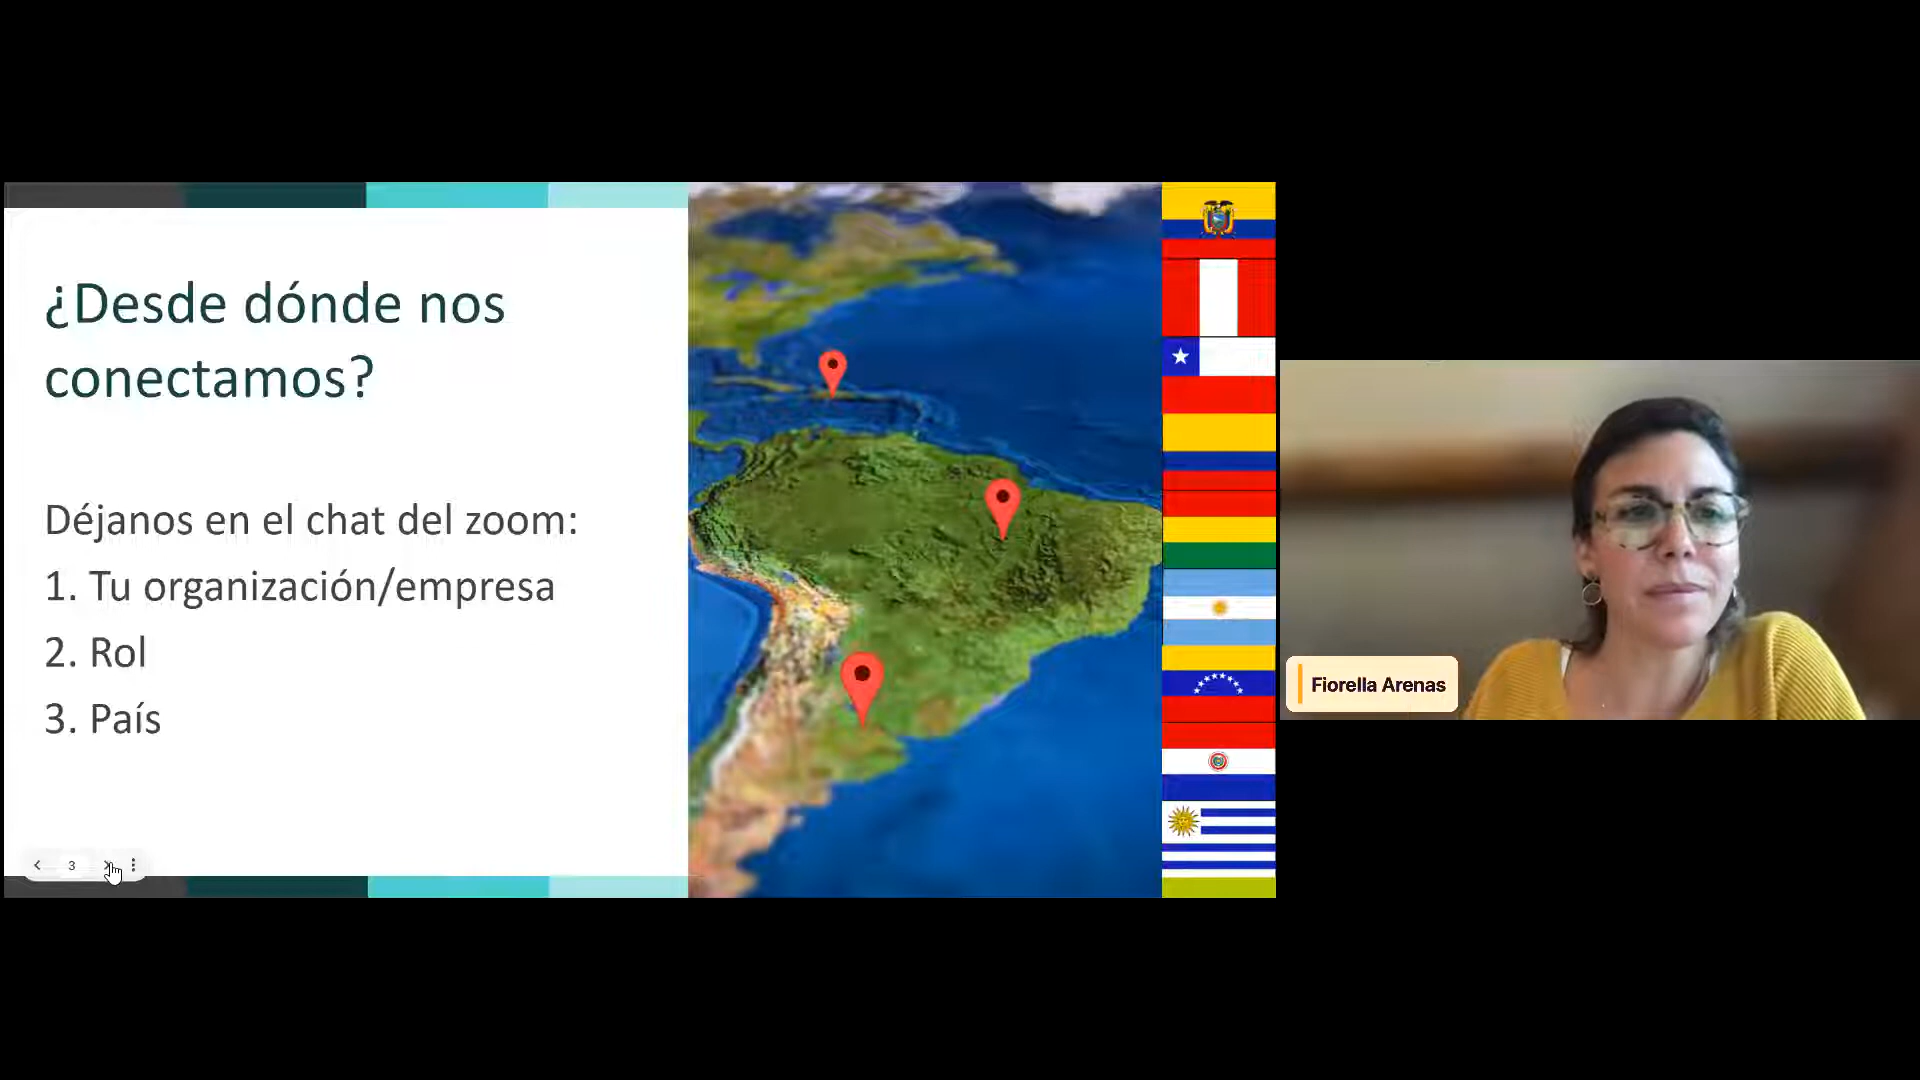 ¿Desde dónde nos
conectamos?
Déjanos en el chat del zoom:
1. Tu organización/empresa
2. Rol
3. País
3
Fiorella Arenas